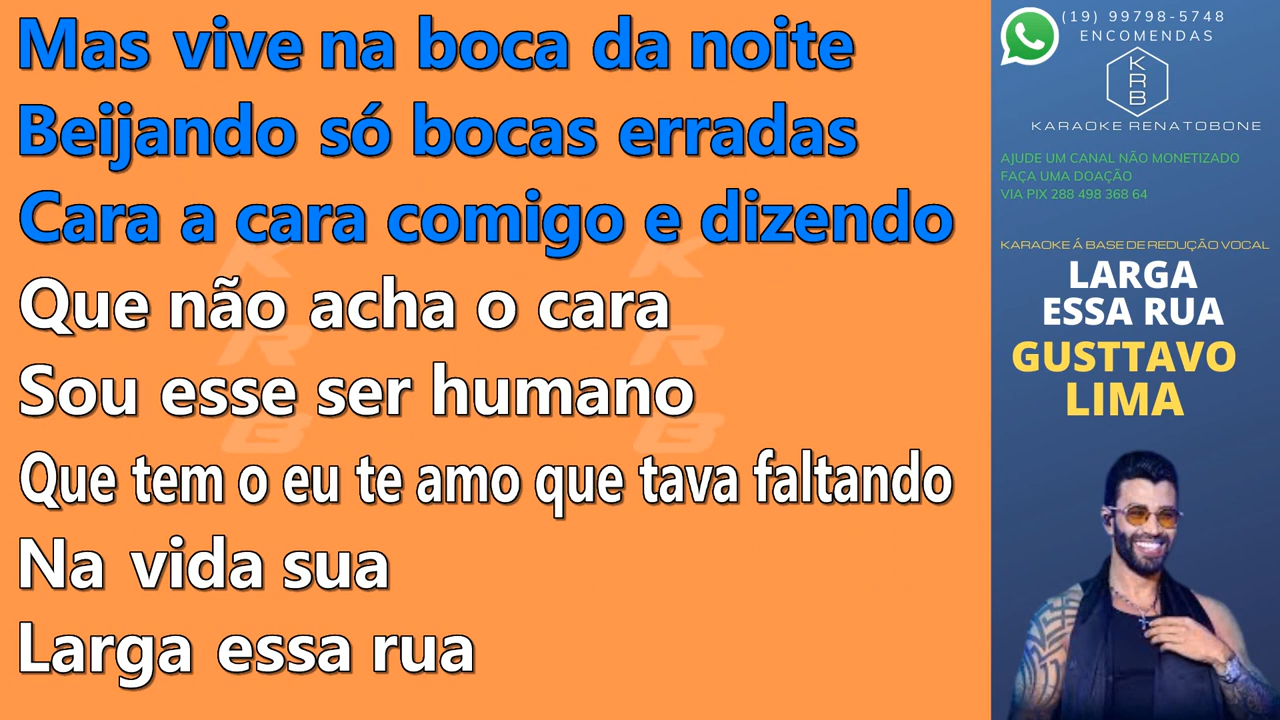 Mas vive na boca da noite
Beijando só bocas erradas
Cara a cara comigo e dizendo
Que não acha o cara
Sou esse ser humano
Que tem o eu te amo que tava faltando
Na vida sua
Larga essa rua
(19) 99798-5748
ENCOMENDAS
K
R
B
KARAOKE RENATOBONE
AJUDE UM CANAL NÃO MONETIZADO
FAÇA UMA DOAÇÃO
VIA PIX 288 498 368 64
KARAOKE Á BASE DE REDUÇÃO VOCAL
LARGA
ESSA RUA
GUSTTAVO
LIMA
K
R
B
K
R
B